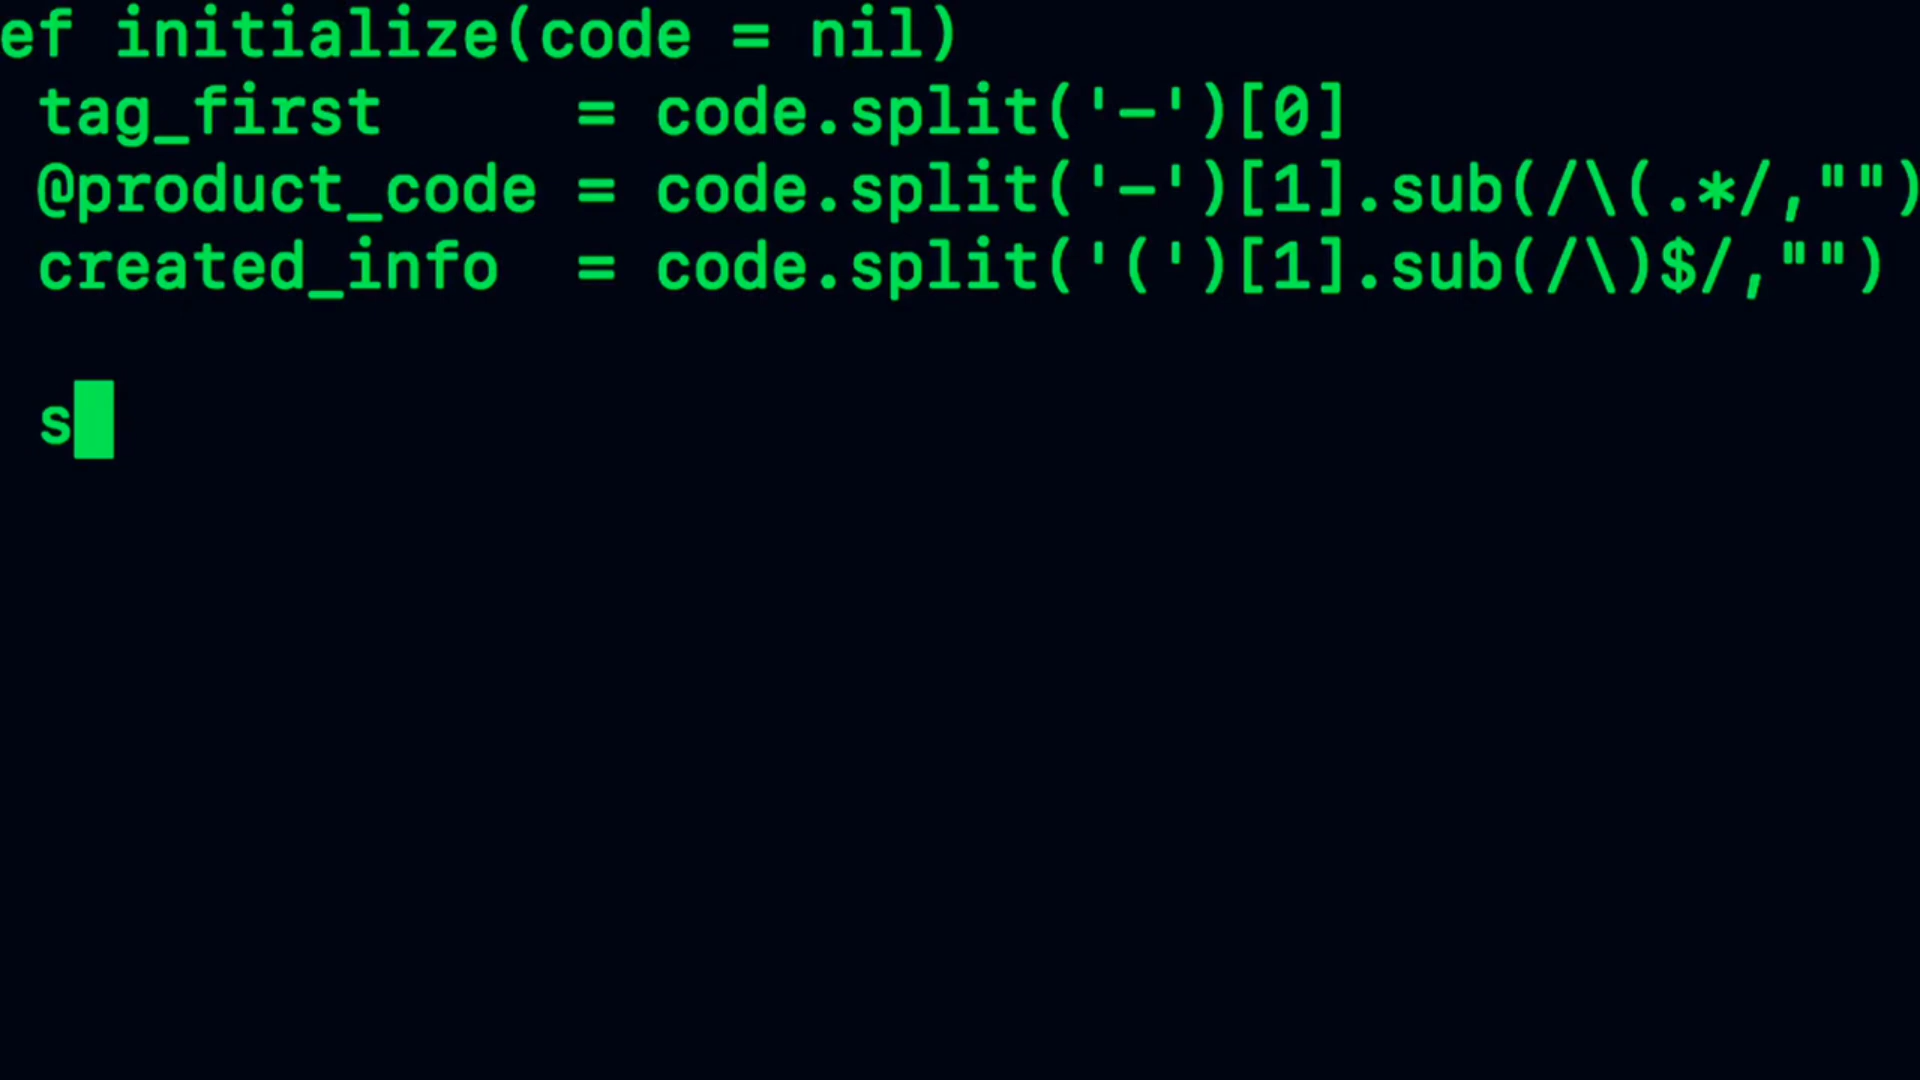 ef initialize(code = nil)
tag_first = code.split('-')[0]
@product_code = code.split('-')[1].sub(/\(.*/,"")
created_info = code.split('(')[1].sub(/\)$/,"")
s